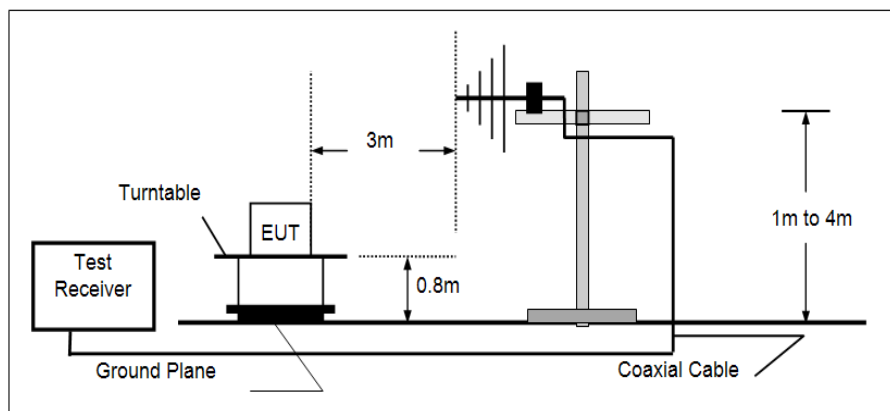 3m
Turntable
EUT
1m to 4m
Test
Receiver
0.8m
Ground Plane
Coaxial Cable